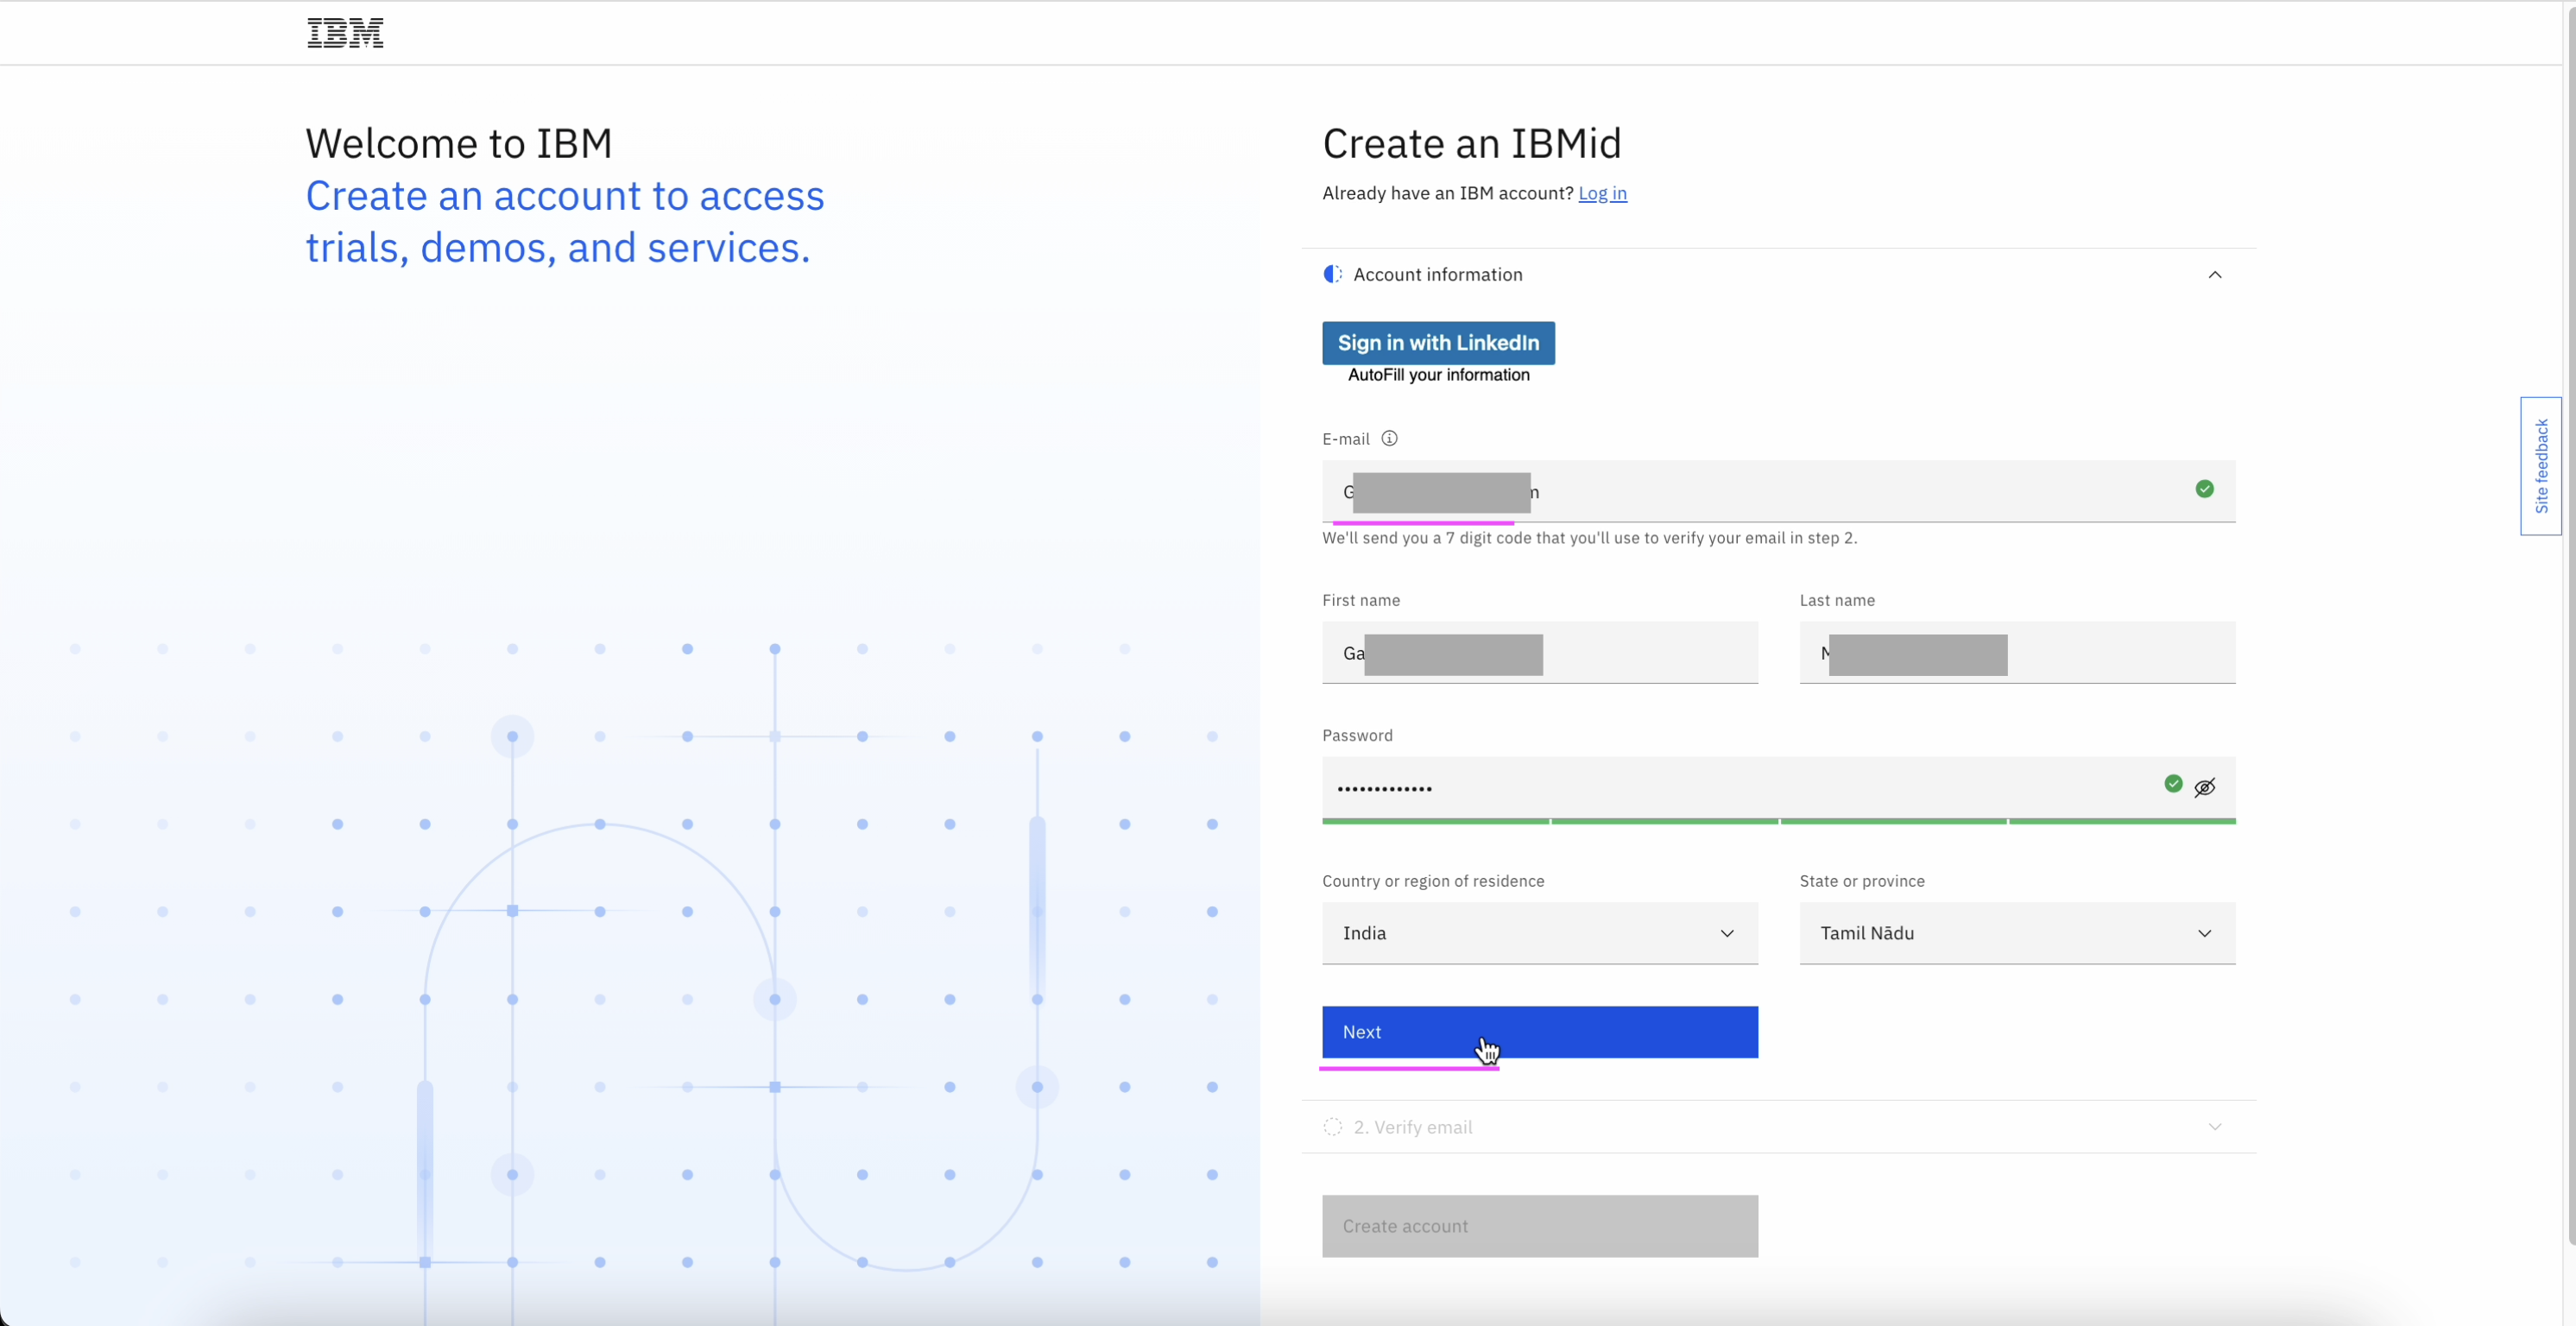 IBM
Welcome to IBM
Create an account to access
trials, demos, and services.
Create an IBMid
Already have an IBM account? Log in
Account information
Sign in with LinkedIn
AutoFill your information
E-mail
We'll send you a 7 digit code that you'll use to verify your email in step 2.
First name
Last name
Ga
Password
•••••••••••••
Country or region of residence
State or province
India
Tamil Nādu
Next
2. Verify email
Create account
Site feedback